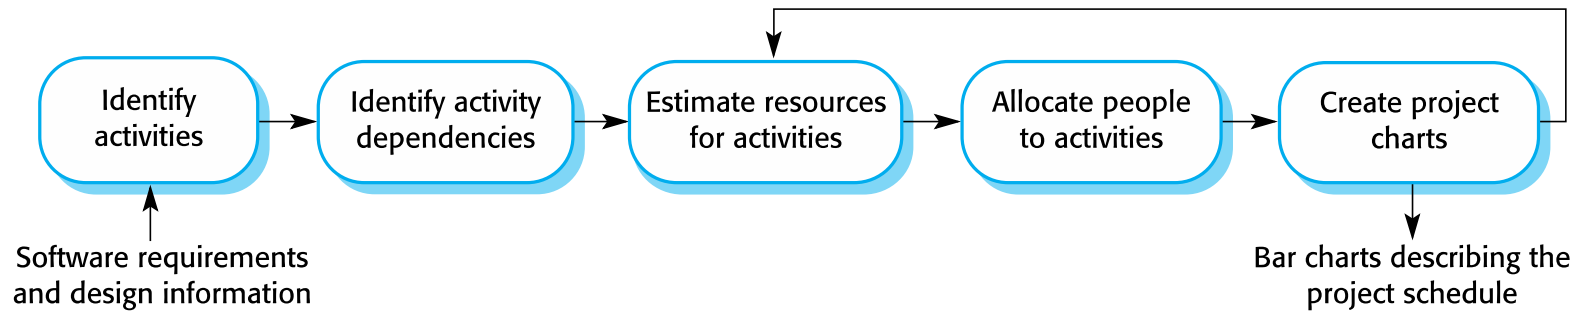 Identify
activities
Identify activity
dependencies
Estimate resources
for activities
Allocate people
to activities
Create project
charts
Software requirements
and design information
Bar charts describing the
project schedule